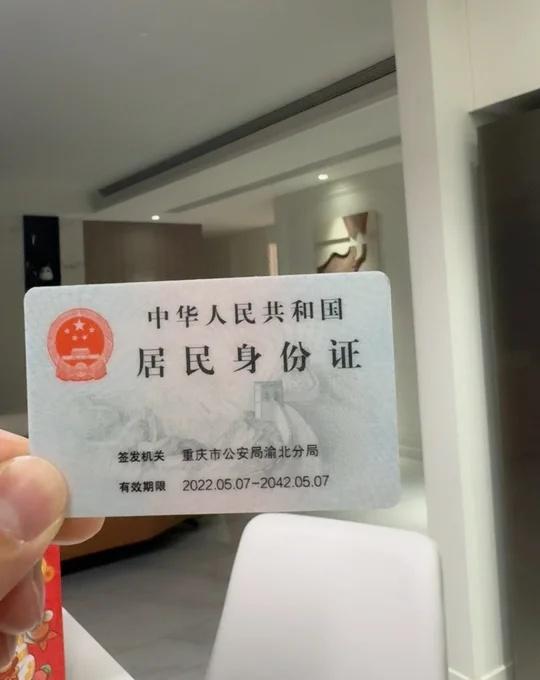 中华人民共和国
居民身份证
签发机关 重庆市公安局渝北分局
有效期限 2022.05.07-2042.05.07